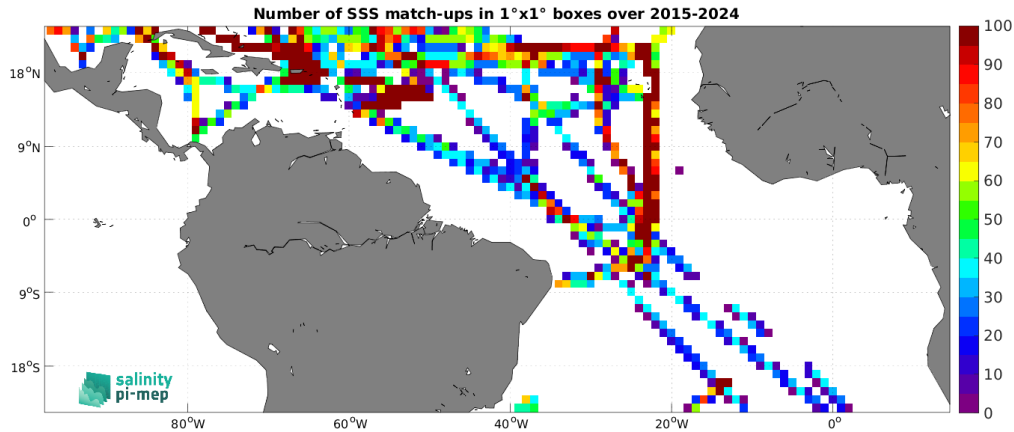 Number of SSS match-ups in 1°x1° boxes over 2015-2024
18°N
9°N
0°
9°S
18°S
80°W
60°W
40°W
20°W
0°
100
90
80
70
60
50
40
30
20
10
0
salinity
pi-mep